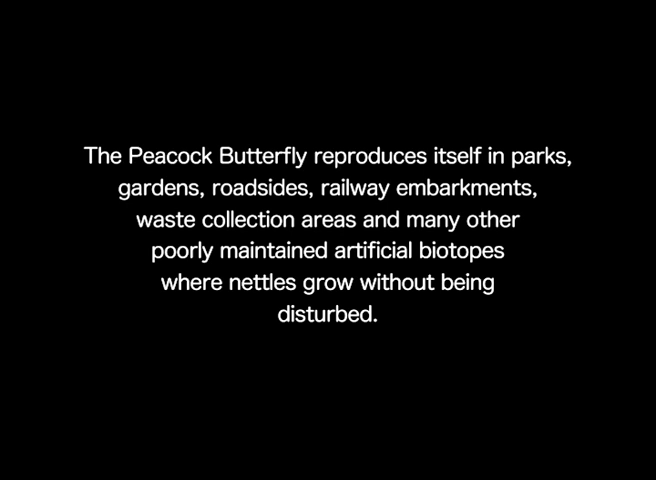 The Peacock Butterfly reproduces itself in parks,
gardens, roadsides, railway embarkments,
waste collection areas and many other
poorly maintained artificial biotopes
where nettles grow without being
disturbed.